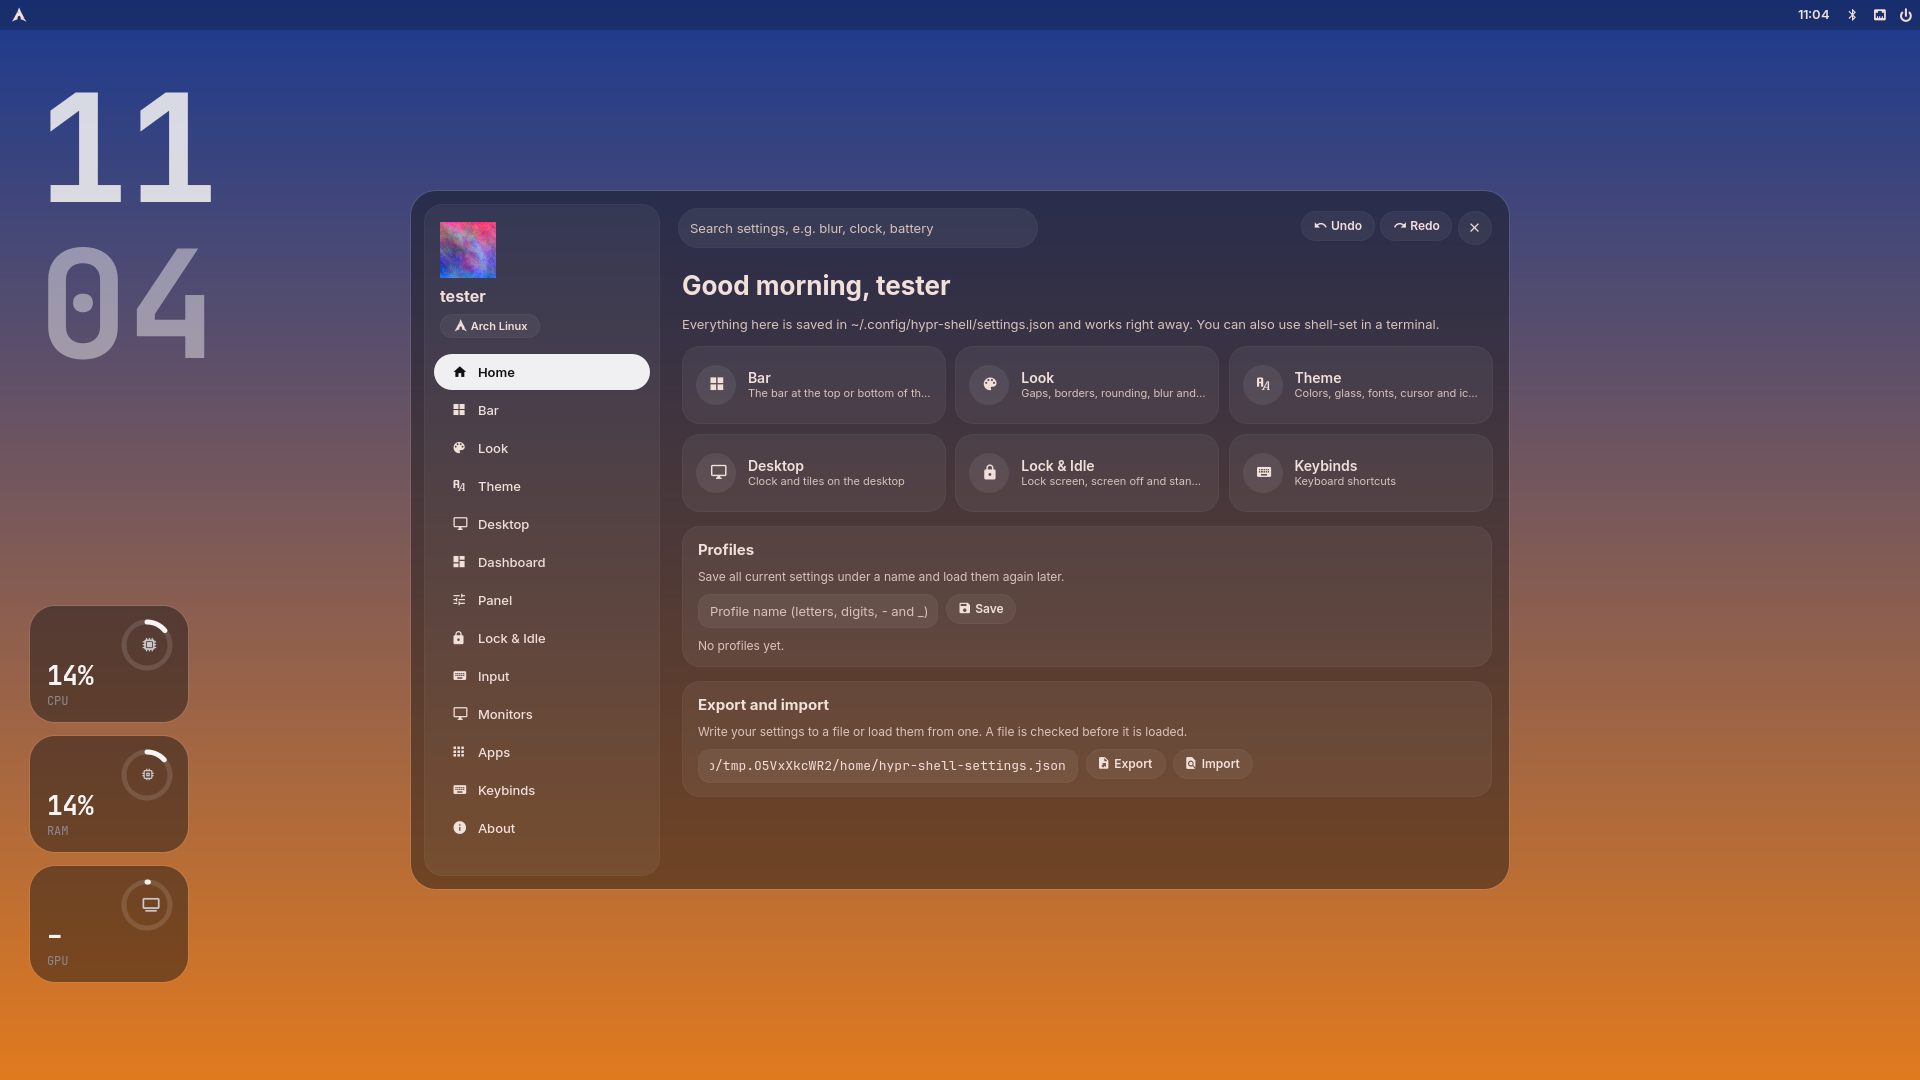 11:04
11
04
14%
CPU
14%
RAM
–
GPU
tester
Arch Linux
Home
Bar
Look
Theme
Desktop
Dashboard
Panel
Lock & Idle
Input
Monitors
Apps
Keybinds
About
Search settings, e.g. blur, clock, battery
Undo
Redo
Good morning, tester
Everything here is saved in ~/.config/hypr-shell/settings.json and works right away. You can also use shell-set in a terminal.
Bar
The bar at the top or bottom of th...
Look
Gaps, borders, rounding, blur and...
Theme
Colors, glass, fonts, cursor and ic...
Desktop
Clock and tiles on the desktop
Lock & Idle
Lock screen, screen off and stan...
Keybinds
Keyboard shortcuts
Profiles
Save all current settings under a name and load them again later.
Profile name (letters, digits, - and _)
Save
No profiles yet.
Export and import
Write your settings to a file or load them from one. A file is checked before it is loaded.
/tmp.O5VxXkcWR2/home/hypr-shell-settings.json
Export
Import